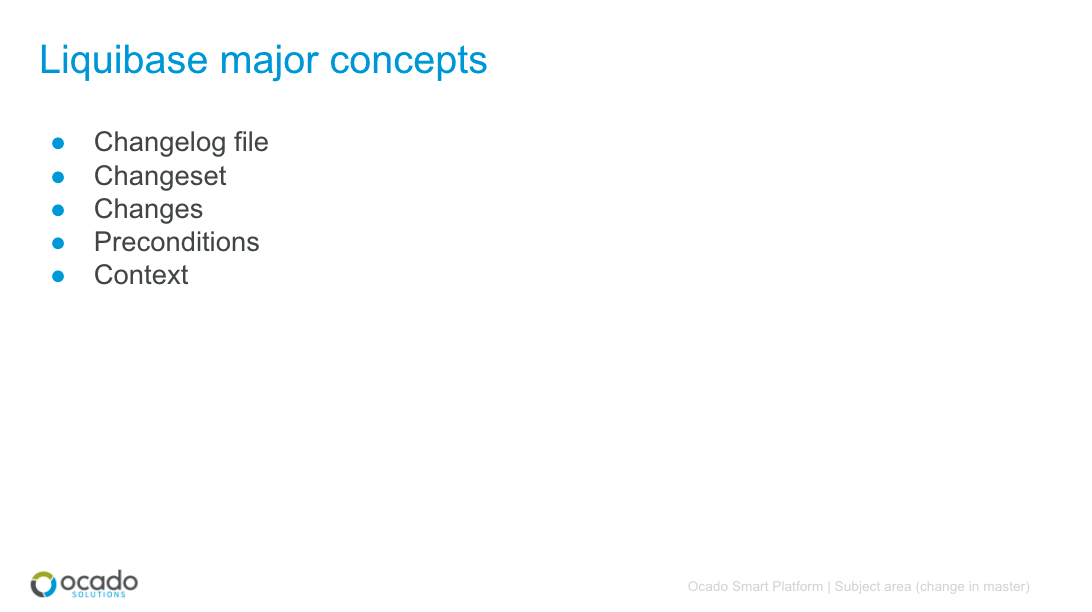 Liquibase major concepts
● Changelog file
● Changeset
● Changes
● Preconditions
● Context
ocado
SOLUTIONS
Ocado Smart Platform | Subject area (change in master)